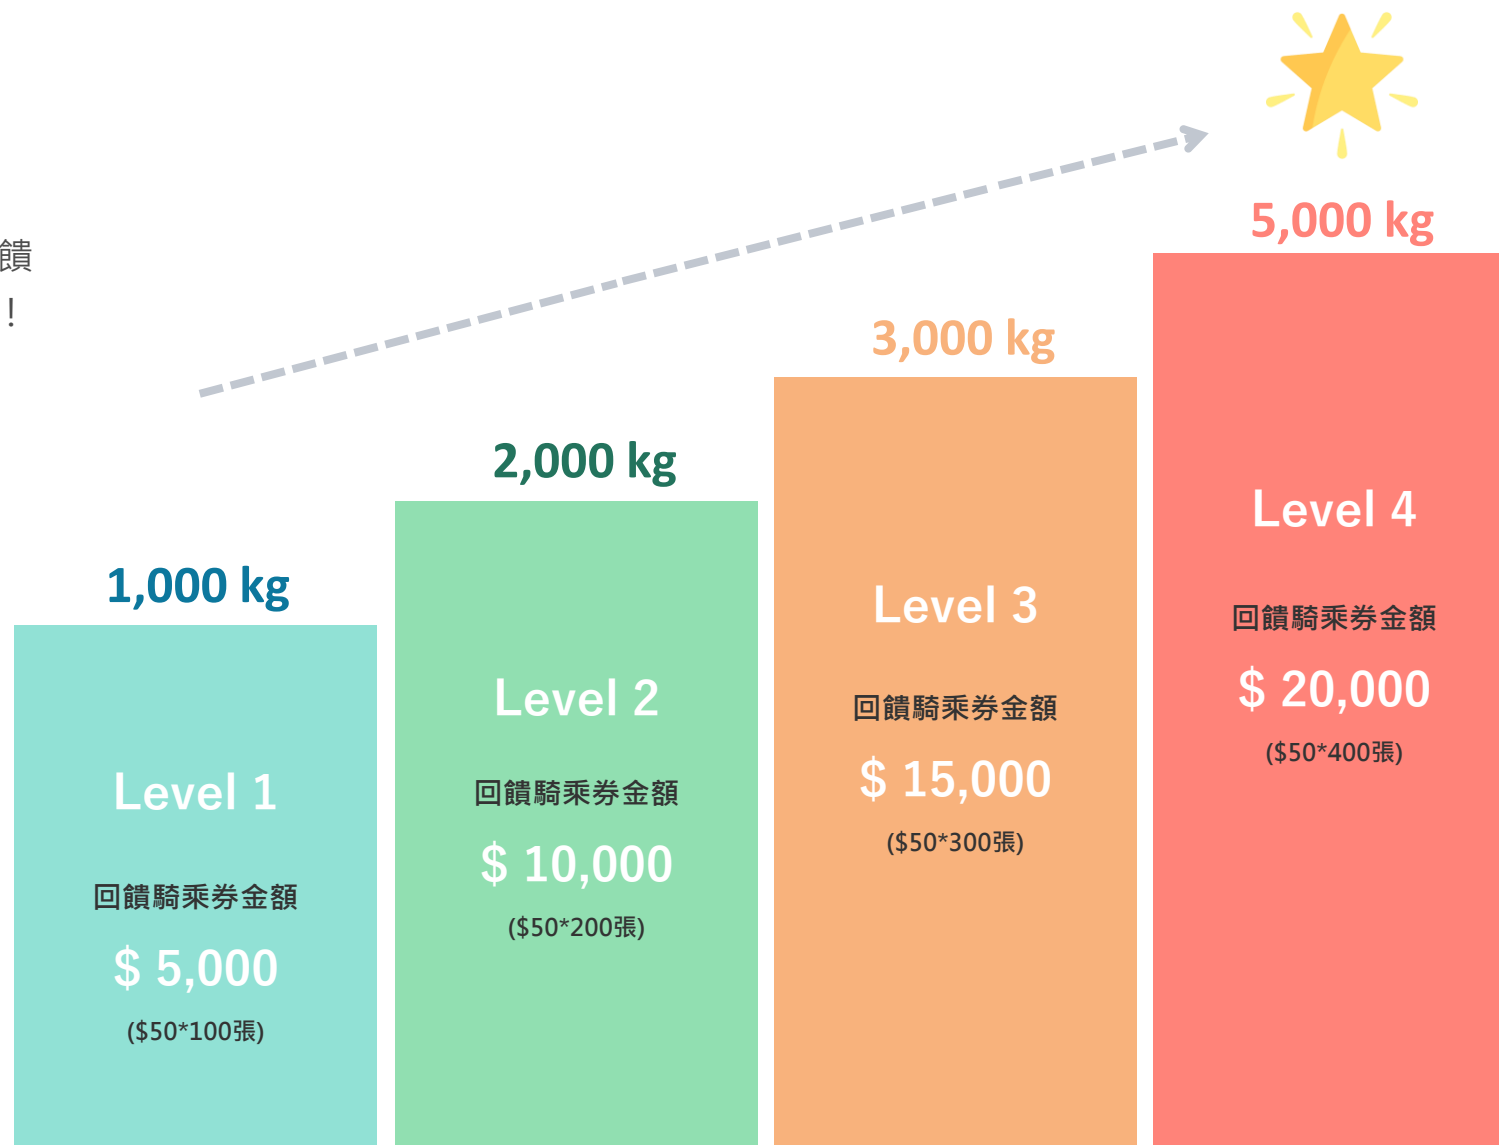 饋
！
1,000 kg
Level 1
回饋騎乘券金額
$ 5,000
($50*100張)
2,000 kg
Level 2
回饋騎乘券金額
$ 10,000
($50*200張)
3,000 kg
Level 3
回饋騎乘券金額
$ 15,000
($50*300張)
5,000 kg
Level 4
回饋騎乘券金額
$ 20,000
($50*400張)